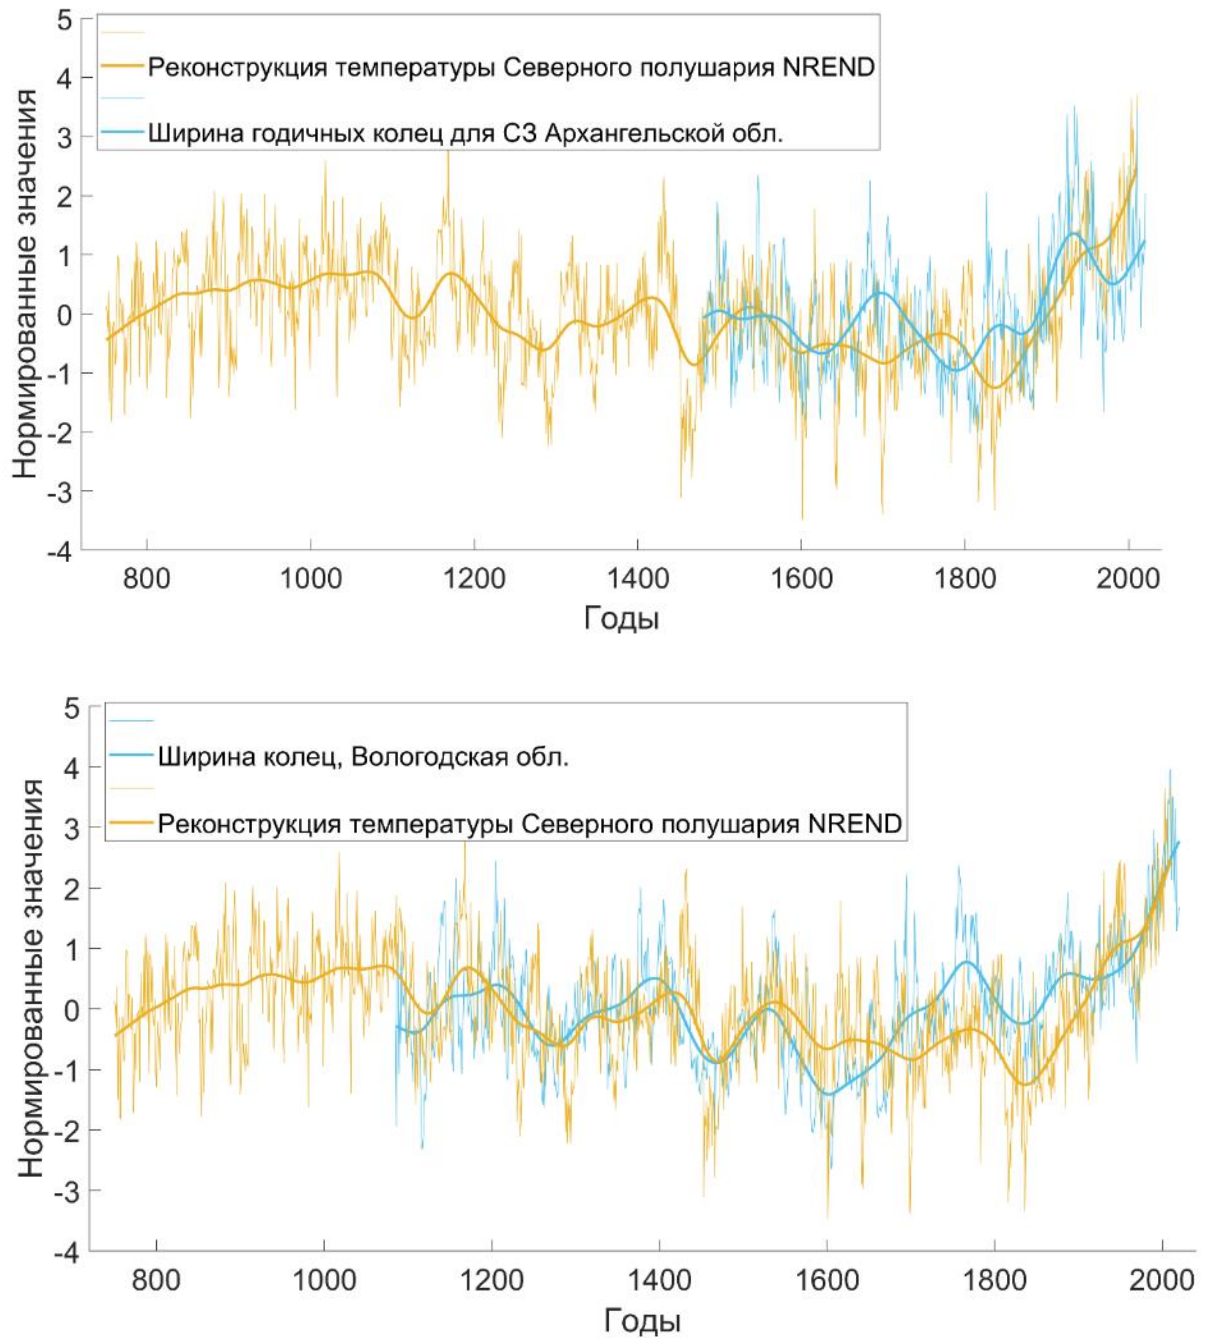 5
4
3
2
1
0
-1
-2
-3
-4
Нормированные значения
Реконструкция температуры Северного полушария NREND
Ширина годичных колец для СЗ Архангельской обл.
800 1000 1200 1400 1600 1800 2000
Годы
5
4
3
2
1
0
-1
-2
-3
-4
Нормированные значения
Ширина колец, Вологодская обл.
Реконструкция температуры Северного полушария NREND
800 1000 1200 1400 1600 1800 2000
Годы